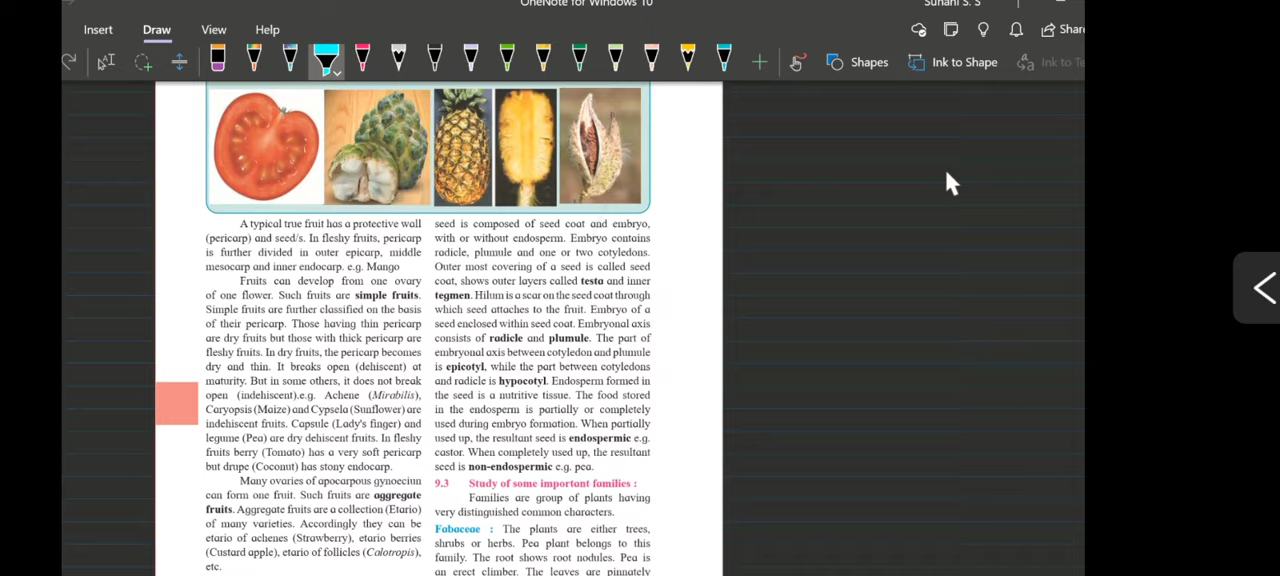 OneNote for Windows 10
Suhani S. S
Insert
Draw
View
Help
Share
Shapes
Ink to Shape
Ink to Te
A typical true fruit has a protective wall
(pericarp) and seed/s. In fleshy fruits, pericarp
is further divided in outer epicarp, middle
mesocarp and inner endocarp. e.g. Mango
Fruits can develop from one ovary
of one flower. Such fruits are simple fruits.
Simple fruits are further classified on the basis
of their pericarp. Those having thin pericarp
are dry fruits but those with thick pericarp are
fleshy fruits. In dry fruits, the pericarp becomes
dry and thin. It breaks open (dehiscent) at
maturity. But in some others, it does not break
open (indehiscent).e.g. Achene (Mirabilis),
Caryopsis (Maize) and Cypsela (Sunflower) are
indehiscent fruits. Capsule (Lady's finger) and
legume (Pea) are dry dehiscent fruits. In fleshy
fruits berry (Tomato) has a very soft pericarp
but drupe (Coconut) has stony endocarp.
Many ovaries of apocarpous gynoeciun
can form one fruit. Such fruits are aggregate
fruits. Aggregate fruits are a collection (Etario)
of many varieties. Accordingly they can be
etario of achenes (Strawberry), etario berries
(Custard apple), etario of follicles (Calotropis),
etc.
seed is composed of seed coat and embryo,
with or without endosperm. Embryo contains
radicle, plumule and one or two cotyledons.
Outer most covering of a seed is called seed
coat, shows outer layers called testa and inner
tegmen. Hilum is a scar on the seed coat through
which seed attaches to the fruit. Embryo of a
seed enclosed within seed coat. Embryonal axis
consists of radicle and plumule. The part of
embryonal axis between cotyledon and plumule
is epicotyl, while the part between cotyledons
and radicle is hypocotyl. Endosperm formed in
the seed is a nutritive tissue. The food stored
in the endosperm is partially or completely
used during embryo formation. When partially
used up, the resultant seed is endospermic e.g.
castor. When completely used up, the resultant
seed is non-endospermic e.g. pea.
9.3 Study of some important families :
Families are group of plants having
very distinguished common characters.
Fabaceae : The plants are either trees,
shrubs or herbs. Pea plant belongs to this
family. The root shows root nodules. Pea is
an erect climber. The leaves are pinnately